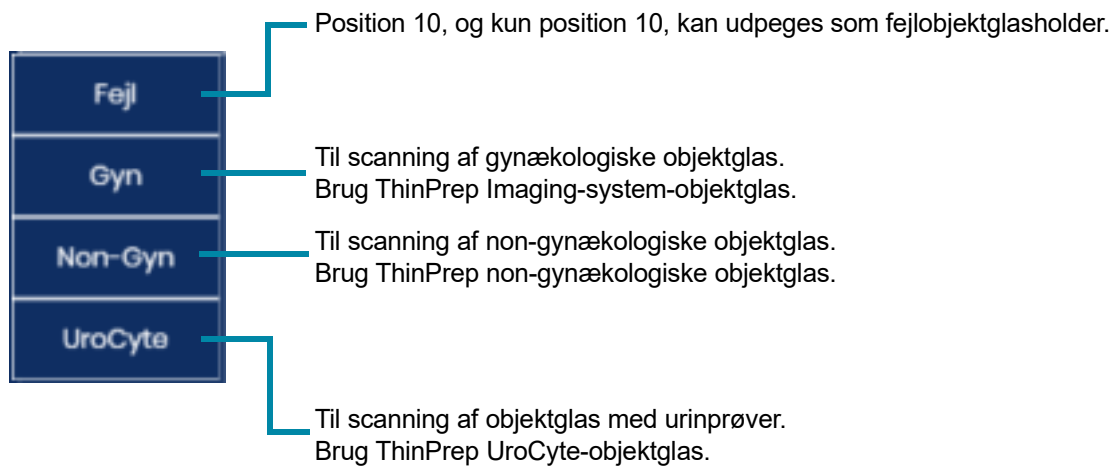 Position 10, og kun position 10, kan udpeges som fejlobjektglasholder.
Fejl
Til scanning af gynækologiske objektglas.
Gyn
Brug ThinPrep Imaging-system-objektglas.
Til scanning af non-gynækologiske objektglas.
Non-Gyn
Brug ThinPrep non-gynækologiske objektglas.
UroCyte
Til scanning af objektglas med urinprøver.
Brug ThinPrep UroCyte-objektglas.